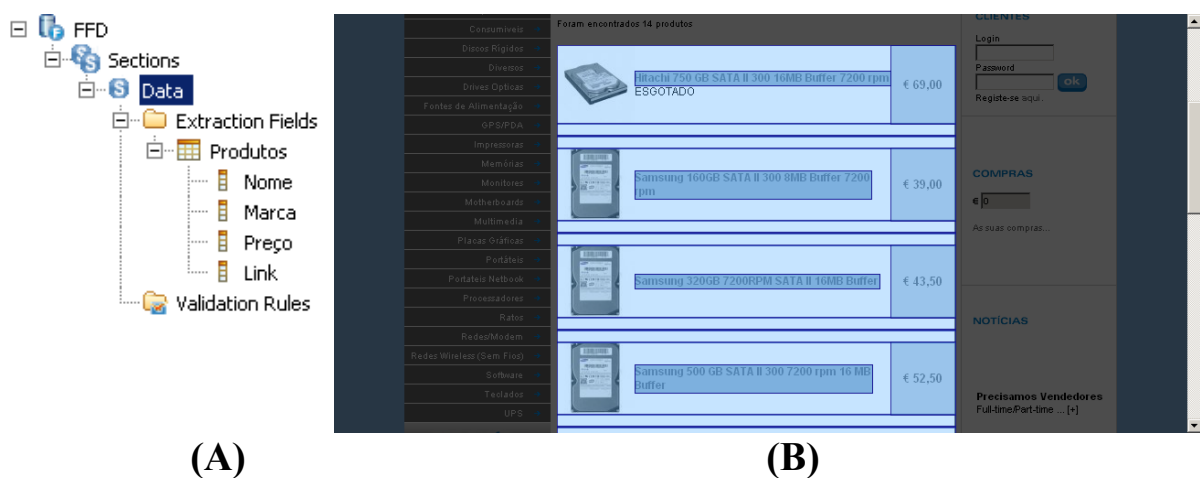 FFD
Sections
Data
Extraction Fields
Produtos
Nome
Marca
Preço
Link
Validation Rules
(A)
Consumíveis
Discos Rígidos
Diversos
Drives Opticas
Fontes de Alimentação
GPS/PDA
Impressoras
Memórias
Monitores
Motherboards
Multimedia
Placas Gráficas
Portáteis
Portateis Netbook
Processadores
Ratos
Redes/Modem
Redes Wireless (Sem Fios)
Software
Teclados
UPS
Foram encontrados 14 produtos
Hitachi 750 GB SATA II 300 16MB Buffer 7200 rpm
ESGOTADO
€ 69,00
Samsung 160GB SATA II 300 8MB Buffer 7200
rpm
€ 39,00
Samsung 320GB 7200RPM SATA II 16MB Buffer
€ 43,50
Samsung 500 GB SATA II 300 7200 rpm 16 MB
Buffer
€ 52,50
CLIENTES
Login
Password
ok
Registe-se aqui.
COMPRAS
€ 0
As suas compras...
NOTÍCIAS
Precisamos Vendedores
Full-time/Part-time ... [+]
(B)